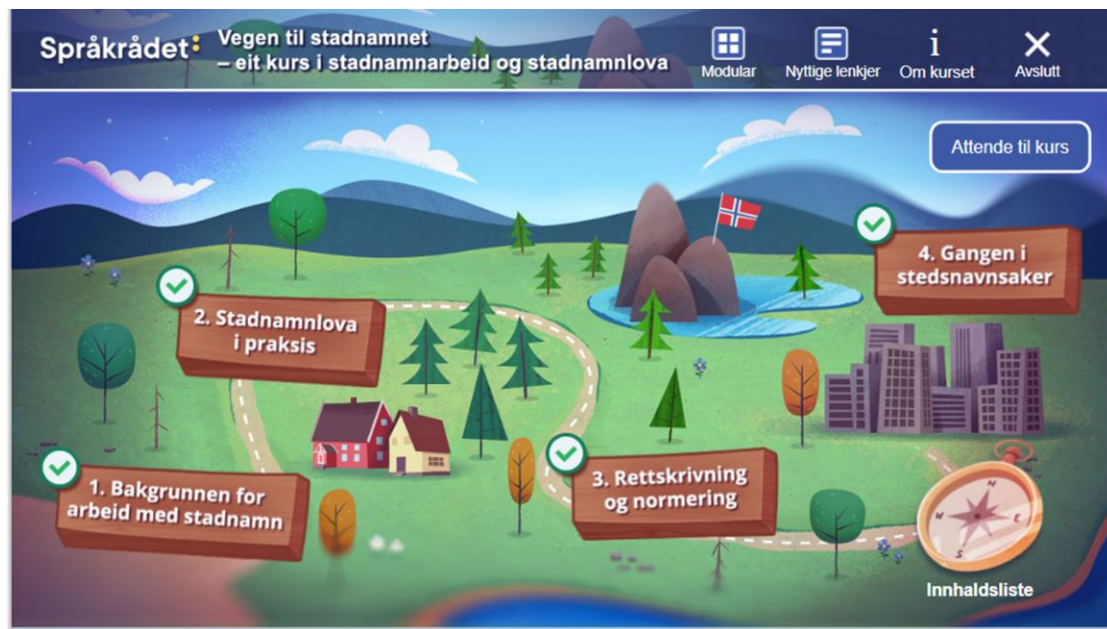 Språkrådet:
Vegen til stadnamnet
– eit kurs i stadnamnarbeid og stadnamnlova
Modular
Nyttige lenkjer
Om kurset
Avslutt
Attende til kurs
4. Gangen i
stedsnavnsaker
2. Stadnamnlova
i praksis
3. Rettskrivning
og normering
1. Bakgrunnen for
arbeid med stadnamn
N
E
S
Innhaldsliste